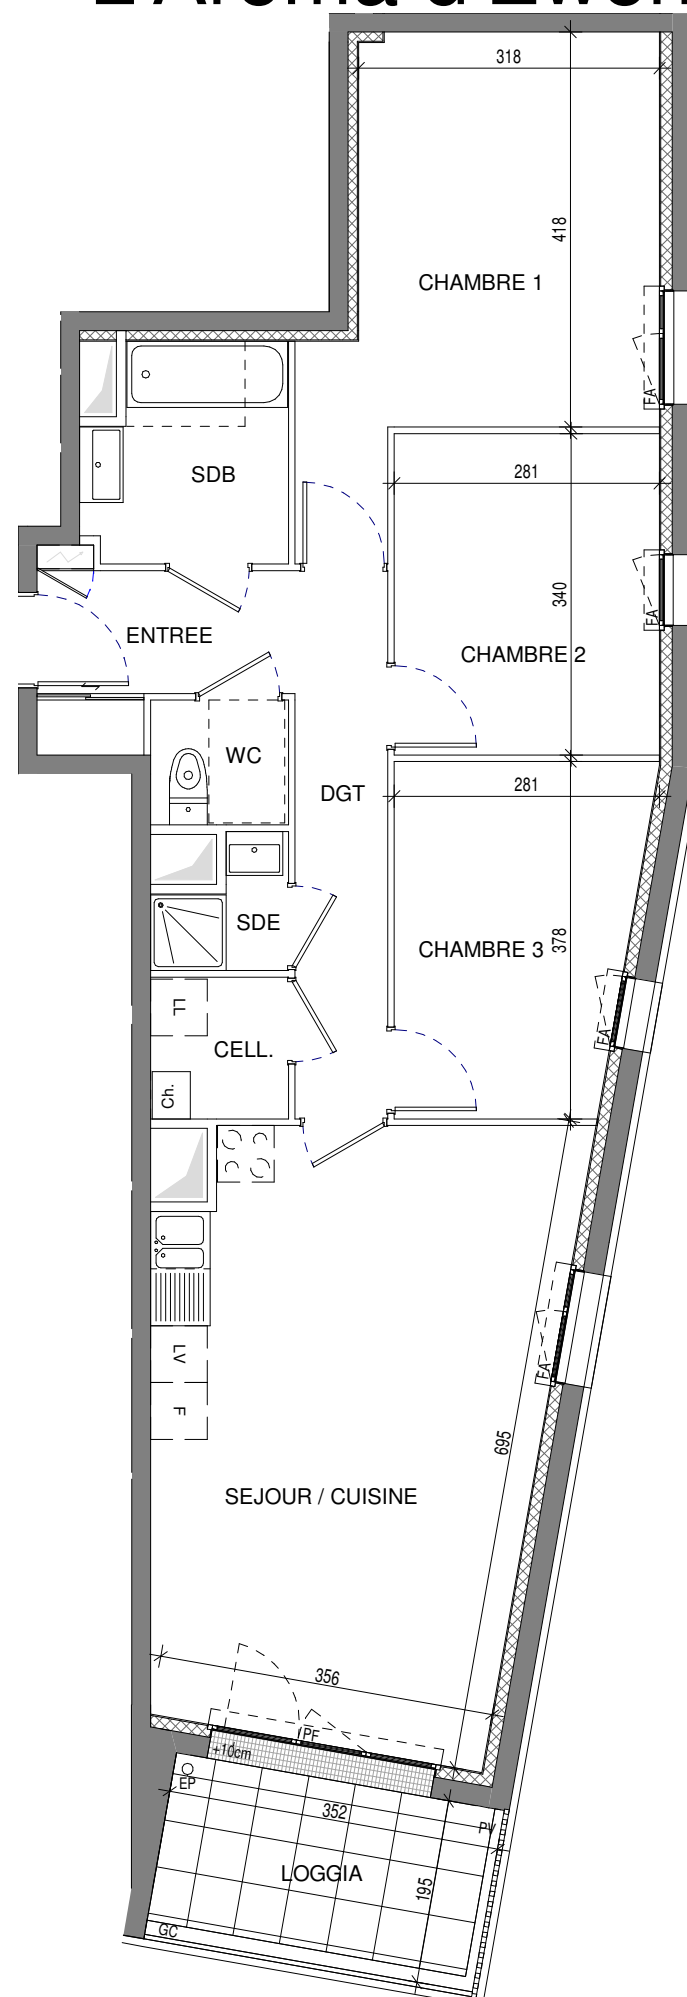 318
418
CHAMBRE 1
FA
SDB
281
340
FA
ENTREE
CHAMBRE 2
WC
DGT
281
SDE
CHAMBRE 3
378
FA
LL
CELL.
Ch.
LV
FA
F
695
SEJOUR / CUISINE
356
PF
+10cm
EP
352
PV
LOGGIA
195
GC